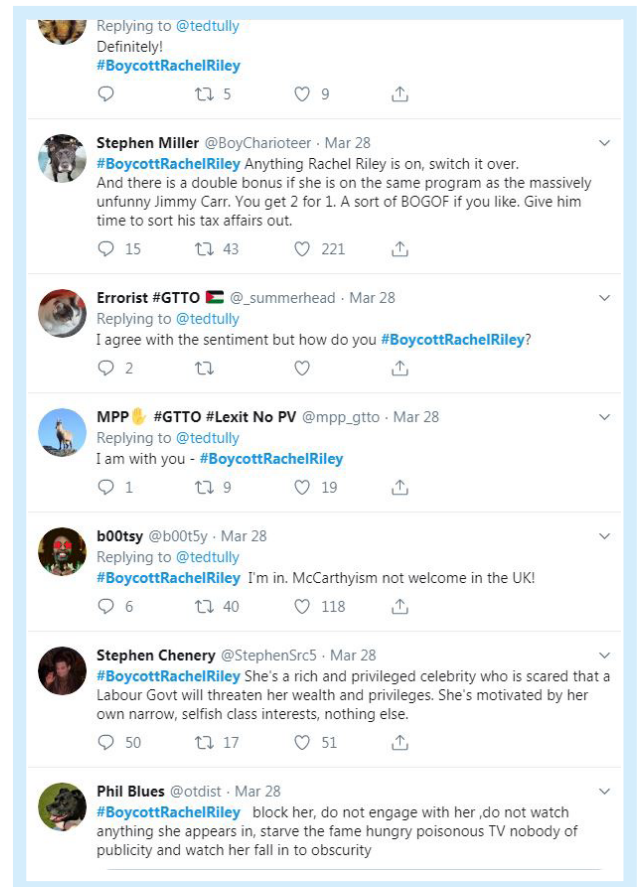 Replying to @tedtully
Definitely!
#BoycottRachelRiley
5 9
Stephen Miller @BoyCharioteer · Mar 28
#BoycottRachelRiley Anything Rachel Riley is on, switch it over.
And there is a double bonus if she is on the same program as the massively
unfunny Jimmy Carr. You get 2 for 1. A sort of BOGOF if you like. Give him
time to sort his tax affairs out.
15 43 221
Errorist #GTTO 🇵🇸 @_summerhead · Mar 28
Replying to @tedtully
I agree with the sentiment but how do you #BoycottRachelRiley?
2
MPP✋ #GTTO #Lexit No PV @mpp_gtto · Mar 28
Replying to @tedtully
I am with you - #BoycottRachelRiley
1 9 19
b00tsy @b00t5y · Mar 28
Replying to @tedtully
#BoycottRachelRiley I'm in. McCarthyism not welcome in the UK!
6 40 118
Stephen Chenery @StephenSrc5 · Mar 28
#BoycottRachelRiley She's a rich and privileged celebrity who is scared that a
Labour Govt will threaten her wealth and privileges. She's motivated by her
own narrow, selfish class interests, nothing else.
50 17 51
Phil Blues @otdist · Mar 28
#BoycottRachelRiley block her, do not engage with her ,do not watch
anything she appears in, starve the fame hungry poisonous TV nobody of
publicity and watch her fall in to obscurity